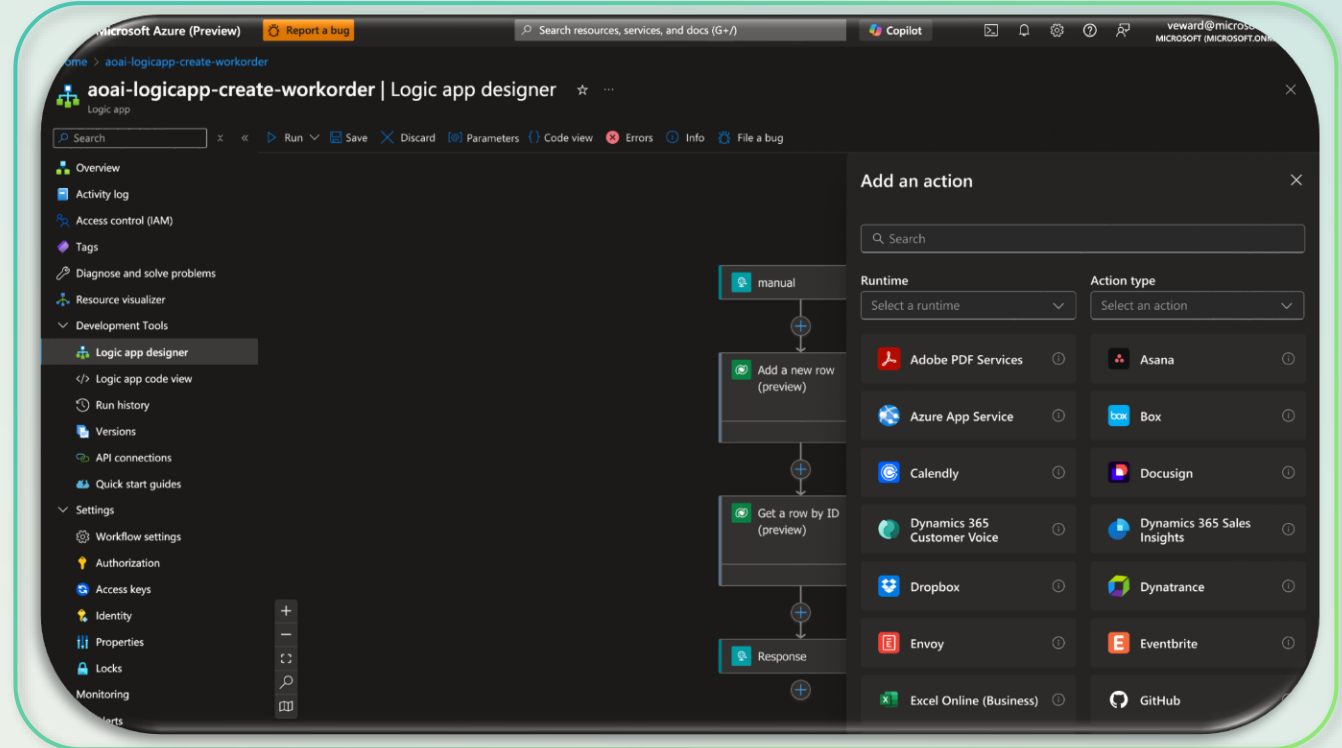 Microsoft Azure (Preview)
Report a bug
Search resources, services, and docs (G+/)
Copilot
veward@microso
MICROSOFT (MICROSOFT.ON
Home > aoai-logicapp-create-workorder
aoai-logicapp-create-workorder | Logic app designer
Logic app
Search
Run
Save
Discard
Parameters
Code view
Errors
Info
File a bug
Overview
Activity log
Access control (IAM)
Tags
Diagnose and solve problems
Resource visualizer
Development Tools
Logic app designer
Logic app code view
Run history
Versions
API connections
Quick start guides
Settings
Workflow settings
Authorization
Access keys
Identity
Properties
Locks
Monitoring
lerts
manual
Add a new row
(preview)
Get a row by ID
(preview)
Response
Add an action
Search
Runtime
Action type
Select a runtime
Select an action
Adobe PDF Services
Asana
Azure App Service
Box
Calendly
Docusign
Dynamics 365
Customer Voice
Dynamics 365 Sales
Insights
Dropbox
Dynatrance
Envoy
Eventbrite
Excel Online (Business)
GitHub